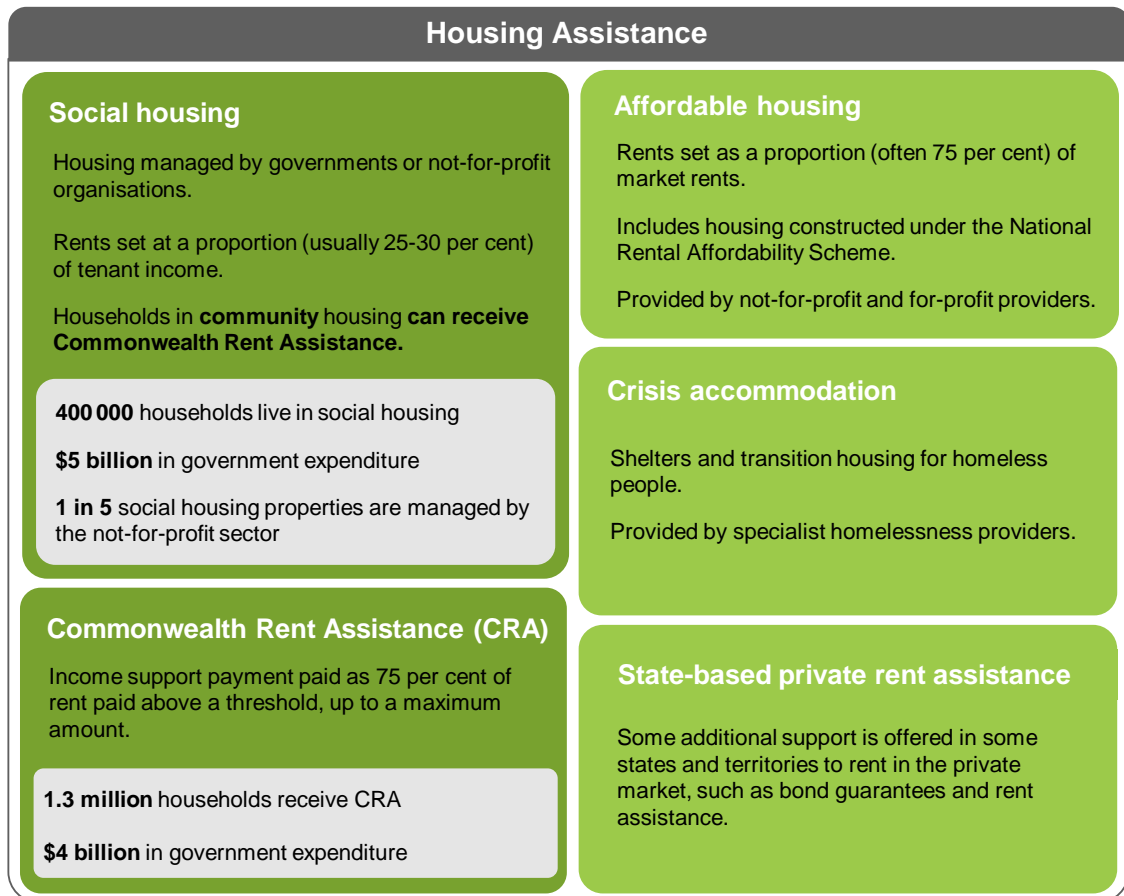 Housing Assistance
Social housing
Housing managed by governments or not-for-profit
organisations.
Rents set at a proportion (usually 25-30 per cent)
of tenant income.
Households in community housing can receive
Commonwealth Rent Assistance.
400 000 households live in social housing
$5 billion in government expenditure
1 in 5 social housing properties are managed by
the not-for-profit sector
Commonwealth Rent Assistance (CRA)
Income support payment paid as 75 per cent of
rent paid above a threshold, up to a maximum
amount.
1.3 million households receive CRA
$4 billion in government expenditure
Affordable housing
Rents set as a proportion (often 75 per cent) of
market rents.
Includes housing constructed under the National
Rental Affordability Scheme.
Provided by not-for-profit and for-profit providers.
Crisis accommodation
Shelters and transition housing for homeless
people.
Provided by specialist homelessness providers.
State-based private rent assistance
Some additional support is offered in some
states and territories to rent in the private
market, such as bond guarantees and rent
assistance.